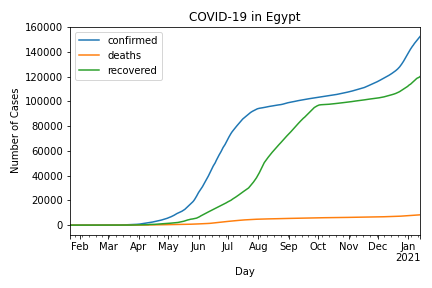 COVID-19 in Egypt
160000
140000
120000
100000
80000
60000
40000
20000
0
Number of Cases
confirmed
deaths
recovered
Feb Mar Apr May Jun Jul Aug Sep Oct Nov Dec Jan
2021
Day